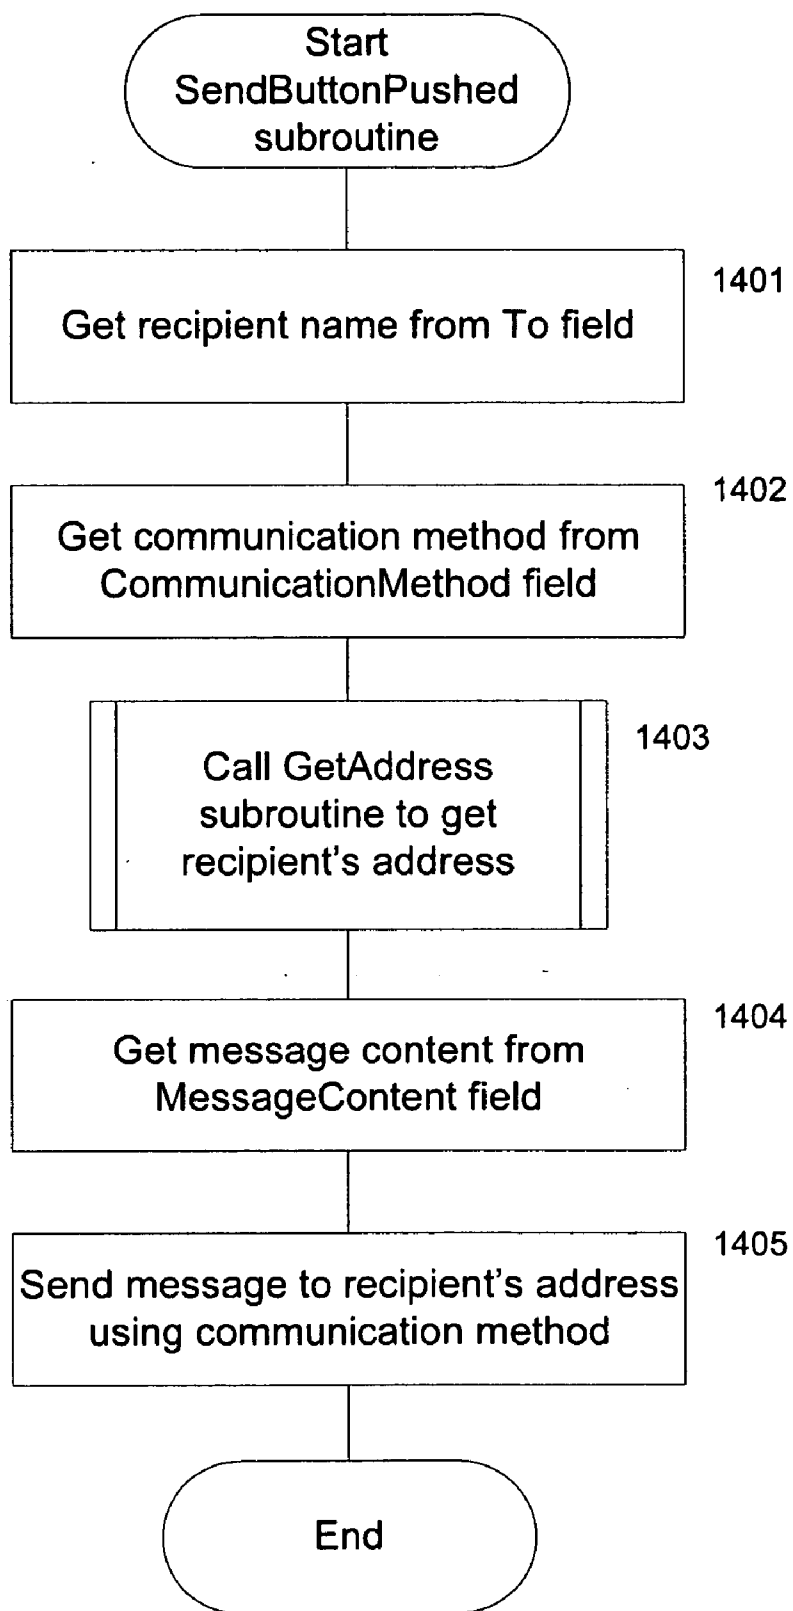 Start
SendButtonPushed
subroutine
1401
Get recipient name from To field
1402
Get communication method from
CommunicationMethod field
1403
Call GetAddress
subroutine to get
recipient's address
1404
Get message content from
MessageContent field
1405
Send message to recipient's address
using communication method
End